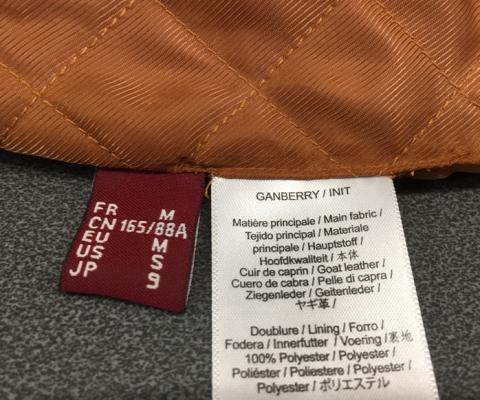 FR M
CN 165/88A
EU M
US S
JP 9
GANBERRY / INIT
Matière principale / Main fabric /
Tejido principal / Materiale
principale / Hauptstoff /
Hoofdkwaliteit / 本体
Cuir de caprin / Goat leather /
Cuero de cabra / Pelle di capra /
Ziegenleder / Geitenleder /
ヤギ革 /
Doublure / Lining / Forro /
Fodera / Innerfutter / Voering / 裏地
100% Polyester / Polyester /
Poliéster / Poliestere / Polyester /
Polyester / ポリエステル